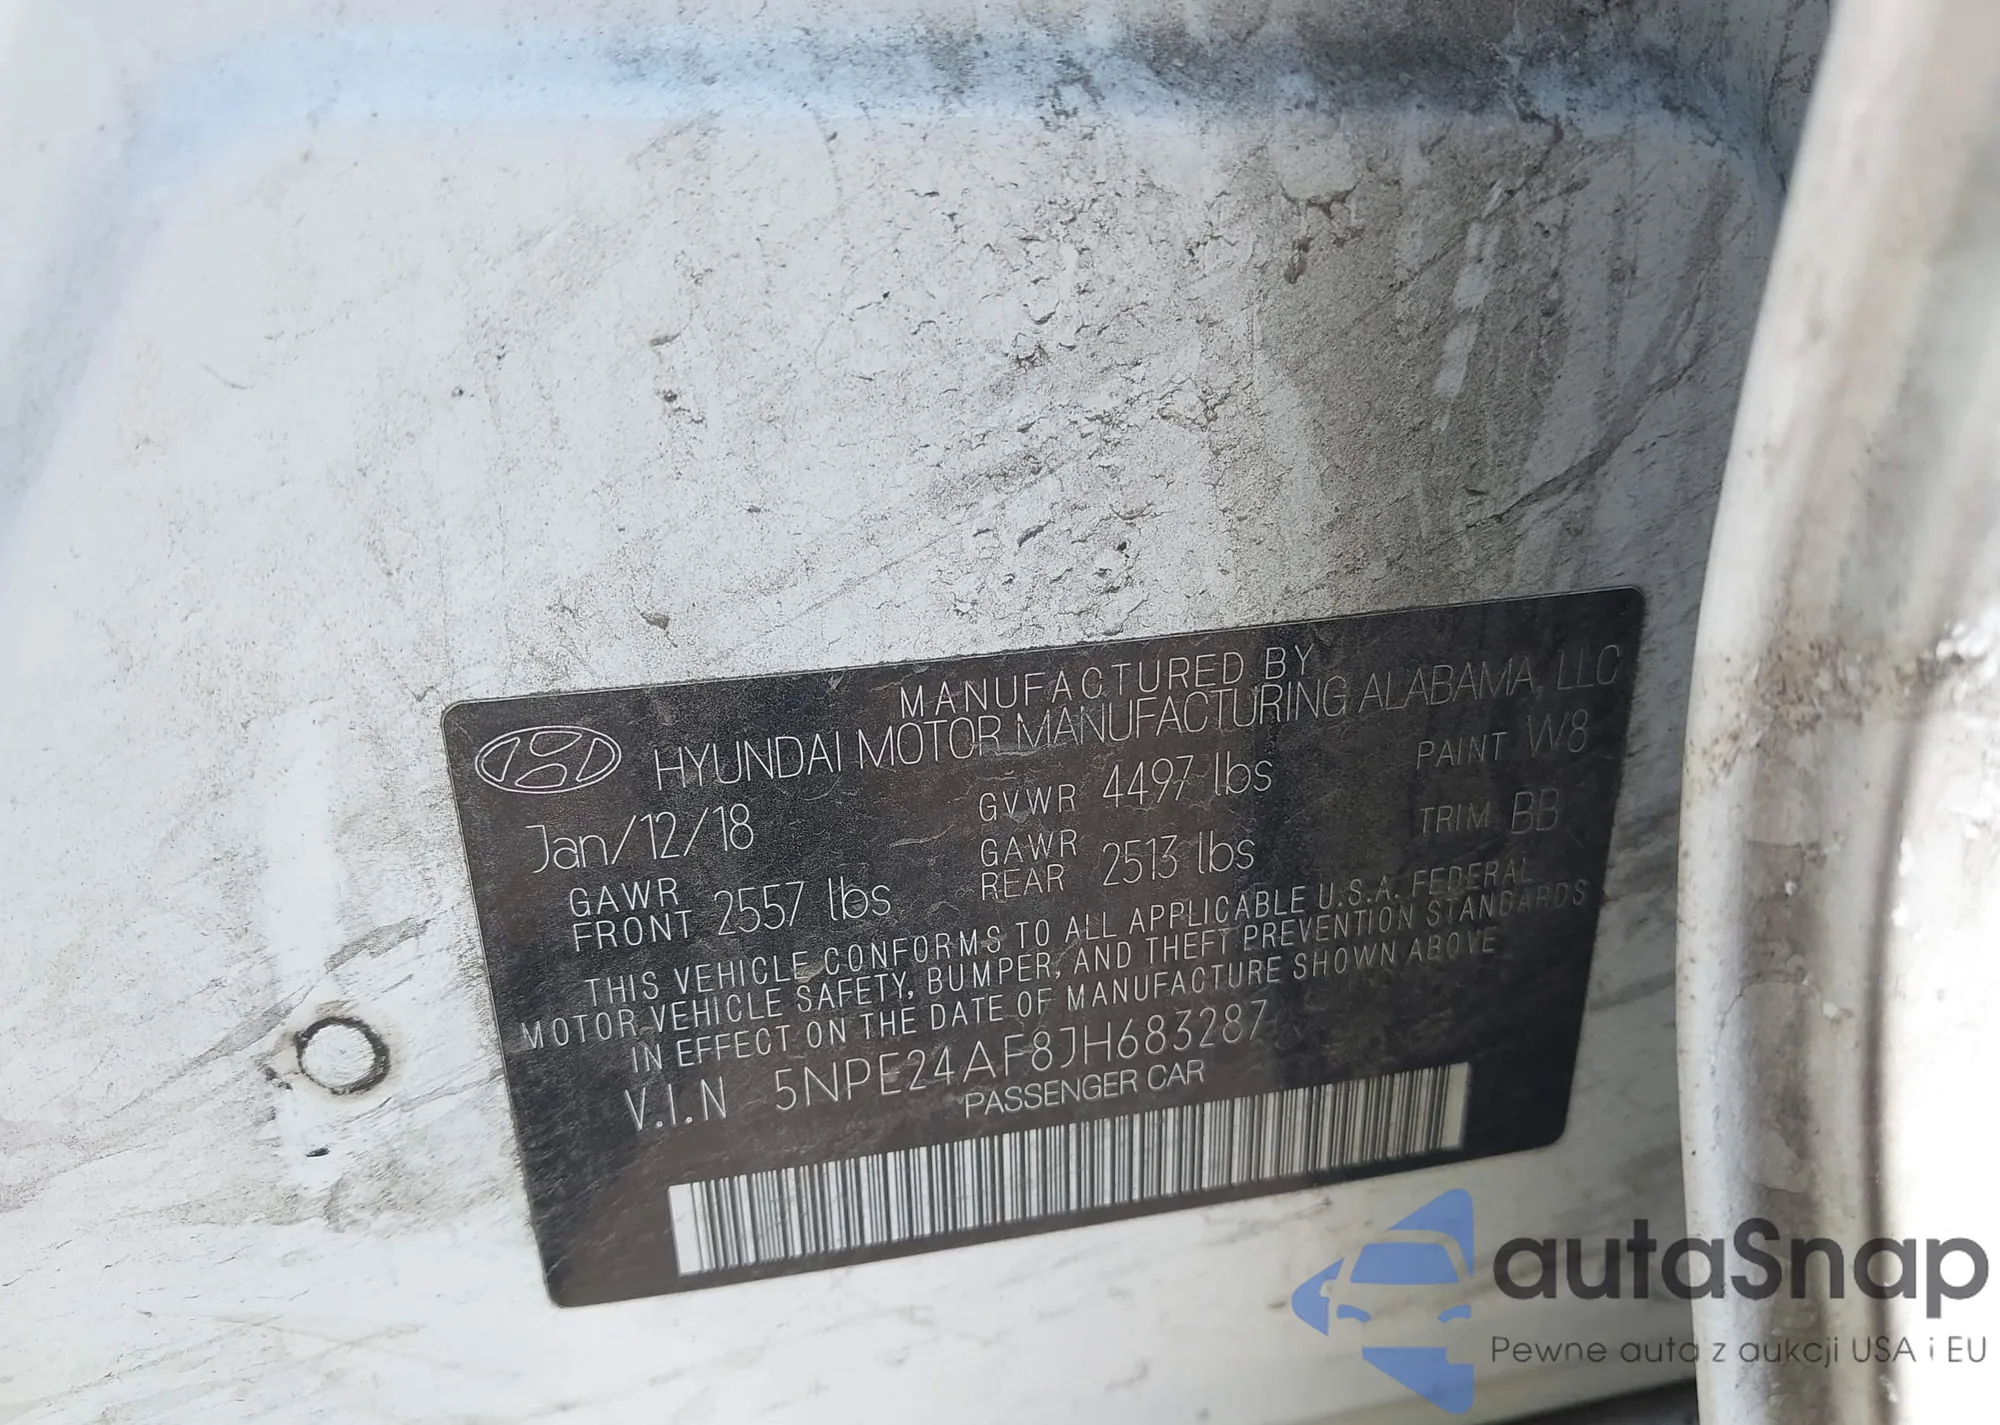 MANUFACTURED BY
HYUNDAI MOTOR MANUFACTURING ALABAMA, LLC
Jan/12/18
GVWR 4497 lbs
PAINT W8
GAWR FRONT 2557 lbs
GAWR REAR 2513 lbs
TRIM BB
THIS VEHICLE CONFORMS TO ALL APPLICABLE U.S.A. FEDERAL
MOTOR VEHICLE SAFETY, BUMPER, AND THEFT PREVENTION STANDARDS
IN EFFECT ON THE DATE OF MANUFACTURE SHOWN ABOVE
V.I.N 5NPE24AF8JH683287
PASSENGER CAR
autaSnap
Pewne auta z aukcji USA i EU